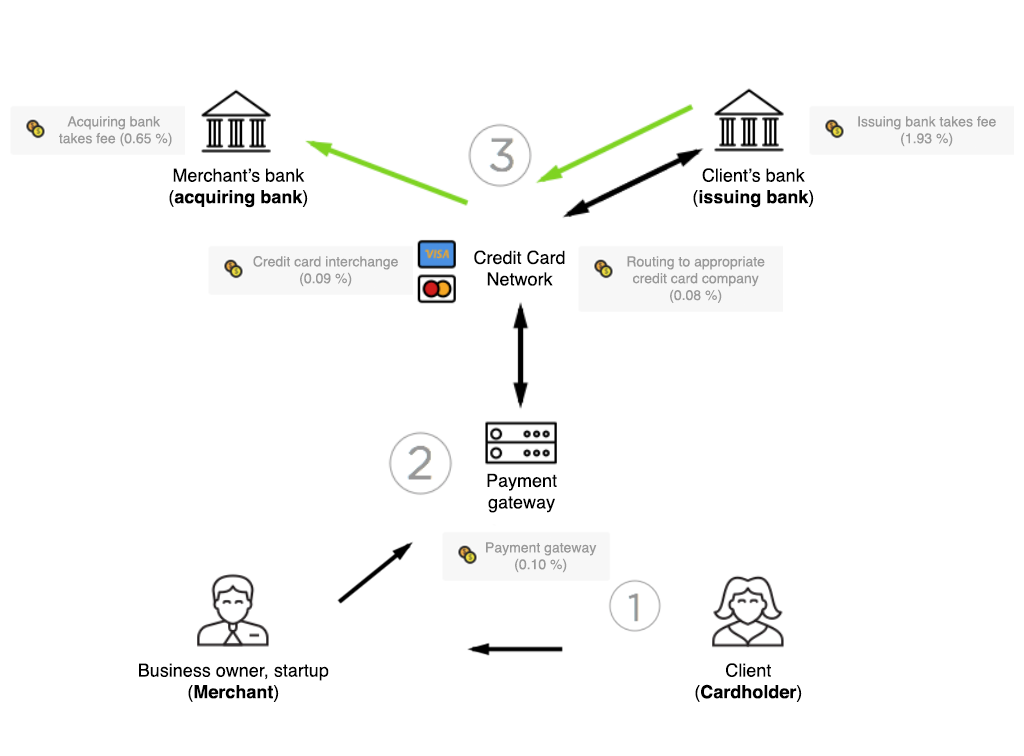 Acquiring bank
takes fee (0.65 %)
Merchant’s bank
(acquiring bank)
3
Client’s bank
(issuing bank)
Issuing bank takes fee
(1.93 %)
Credit card interchange
(0.09 %)
VISA
Credit Card
Network
Routing to appropriate
credit card company
(0.08 %)
2
Payment
gateway
Payment gateway
(0.10 %)
1
Business owner, startup
(Merchant)
Client
(Cardholder)